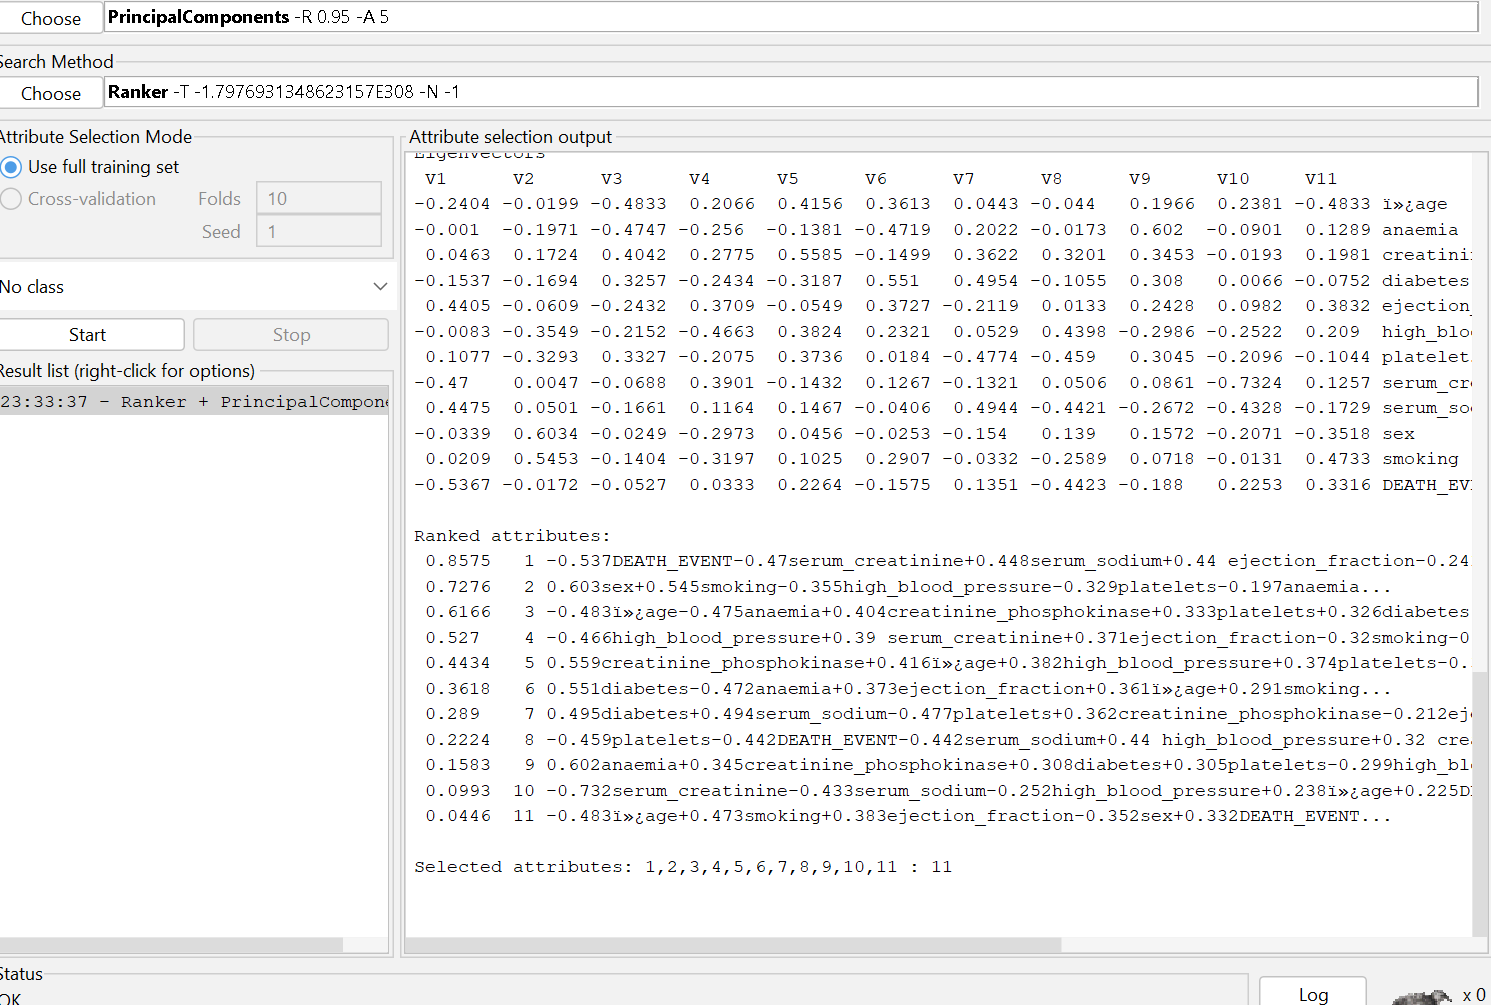 Choose PrincipalComponents -R 0.95 -A 5
Search Method
Choose Ranker -T -1.7976931348623157E308 -N -1
Attribute Selection Mode
Use full training set
Cross-validation Folds 10
Seed 1
No class
Start Stop
Result list (right-click for options)
23:33:37 - Ranker + PrincipalCompone
Attribute selection output
Eigenvectors
V1 V2 V3 V4 V5 V6 V7 V8 V9 V10 V11
-0.2404 -0.0199 -0.4833 0.2066 0.4156 0.3613 0.0443 -0.044 0.1966 0.2381 -0.4833 ï»¿age
-0.001 -0.1971 -0.4747 -0.256 -0.1381 -0.4719 0.2022 -0.0173 0.602 -0.0901 0.1289 anaemia
0.0463 0.1724 0.4042 0.2775 0.5585 -0.1499 0.3622 0.3201 0.3453 -0.0193 0.1981 creatini
-0.1537 -0.1694 0.3257 -0.2434 -0.3187 0.551 0.4954 -0.1055 0.308 0.0066 -0.0752 diabetes
0.4405 -0.0609 -0.2432 0.3709 -0.0549 0.3727 -0.2119 0.0133 0.2428 0.0982 0.3832 ejection_
-0.0083 -0.3549 -0.2152 -0.4663 0.3824 0.2321 0.0529 0.4398 -0.2986 -0.2522 0.209 high_blo
0.1077 -0.3293 0.3327 -0.2075 0.3736 0.0184 -0.4774 -0.459 0.3045 -0.2096 -0.1044 platelet
-0.47 0.0047 -0.0688 0.3901 -0.1432 0.1267 -0.1321 0.0506 0.0861 -0.7324 0.1257 serum_cr
0.4475 0.0501 -0.1661 0.1164 0.1467 -0.0406 0.4944 -0.4421 -0.2672 -0.4328 -0.1729 serum_so
-0.0339 0.6034 -0.0249 -0.2973 0.0456 -0.0253 -0.154 0.139 0.1572 -0.2071 -0.3518 sex
0.0209 0.5453 -0.1404 -0.3197 0.1025 0.2907 -0.0332 -0.2589 0.0718 -0.0131 0.4733 smoking
-0.5367 -0.0172 -0.0527 0.0333 0.2264 -0.1575 0.1351 -0.4423 -0.188 0.2253 0.3316 DEATH_EV
Ranked attributes:
0.8575 1 -0.537DEATH_EVENT-0.47serum_creatinine+0.448serum_sodium+0.44 ejection_fraction-0.24
0.7276 2 0.603sex+0.545smoking-0.355high_blood_pressure-0.329platelets-0.197anaemia...
0.6166 3 -0.483ï»¿age-0.475anaemia+0.404creatinine_phosphokinase+0.333platelets+0.326diabetes
0.527 4 -0.466high_blood_pressure+0.39 serum_creatinine+0.371ejection_fraction-0.32smoking-0
0.4434 5 0.559creatinine_phosphokinase+0.416ï»¿age+0.382high_blood_pressure+0.374platelets-0.
0.3618 6 0.551diabetes-0.472anaemia+0.373ejection_fraction+0.361ï»¿age+0.291smoking...
0.289 7 0.495diabetes+0.494serum_sodium-0.477platelets+0.362creatinine_phosphokinase-0.212ej
0.2224 8 -0.459platelets-0.442DEATH_EVENT-0.442serum_sodium+0.44 high_blood_pressure+0.32 cre
0.1583 9 0.602anaemia+0.345creatinine_phosphokinase+0.308diabetes+0.305platelets-0.299high_bl
0.0993 10 -0.732serum_creatinine-0.433serum_sodium-0.252high_blood_pressure+0.238ï»¿age+0.225D
0.0446 11 -0.483ï»¿age+0.473smoking+0.383ejection_fraction-0.352sex+0.332DEATH_EVENT...
Selected attributes: 1,2,3,4,5,6,7,8,9,10,11 : 11
Status
OK
Log x 0